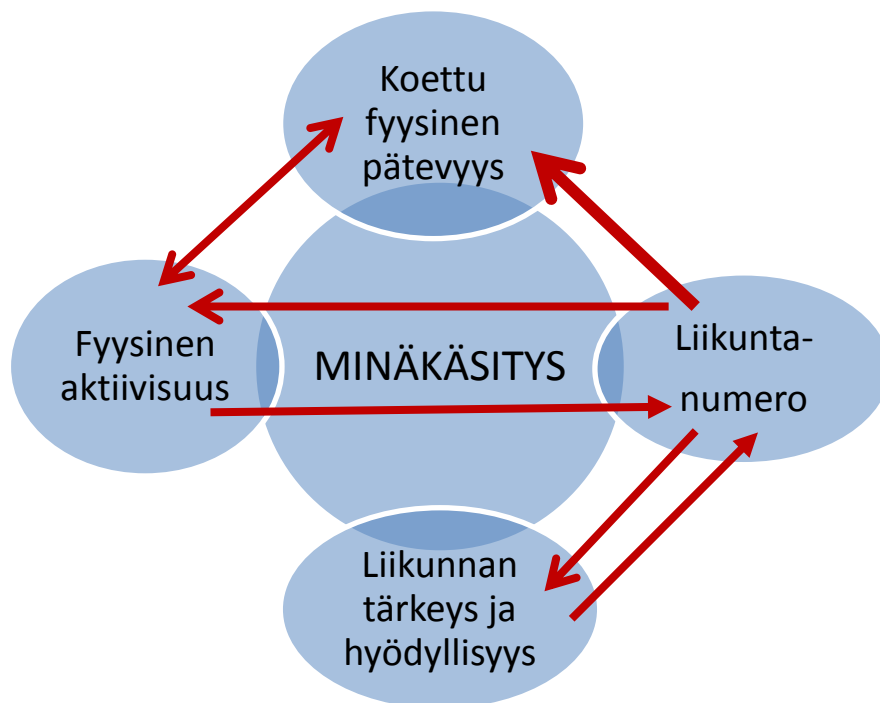 Koettu
fyysinen
pätevyys
Fyysinen
aktiivisuus
MINÄKÄSITYS
Liikunta-
numero
Liikunnan
tärkeys ja
hyödyllisyys